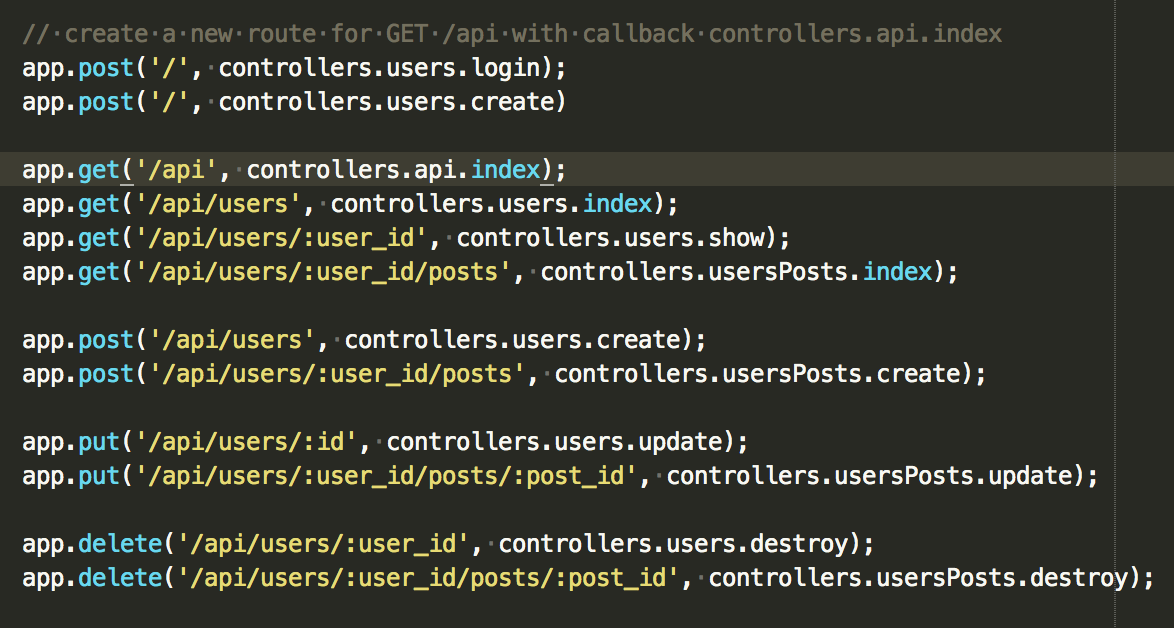 // create a new route for GET /api with callback controllers.api.index
app.post('/', controllers.users.login);
app.post('/', controllers.users.create)
app.get('/api', controllers.api.index);
app.get('/api/users', controllers.users.index);
app.get('/api/users/:user_id', controllers.users.show);
app.get('/api/users/:user_id/posts', controllers.usersPosts.index);
app.post('/api/users', controllers.users.create);
app.post('/api/users/:user_id/posts', controllers.usersPosts.create);
app.put('/api/users/:id', controllers.users.update);
app.put('/api/users/:user_id/posts/:post_id', controllers.usersPosts.update);
app.delete('/api/users/:user_id', controllers.users.destroy);
app.delete('/api/users/:user_id/posts/:post_id', controllers.usersPosts.destroy);